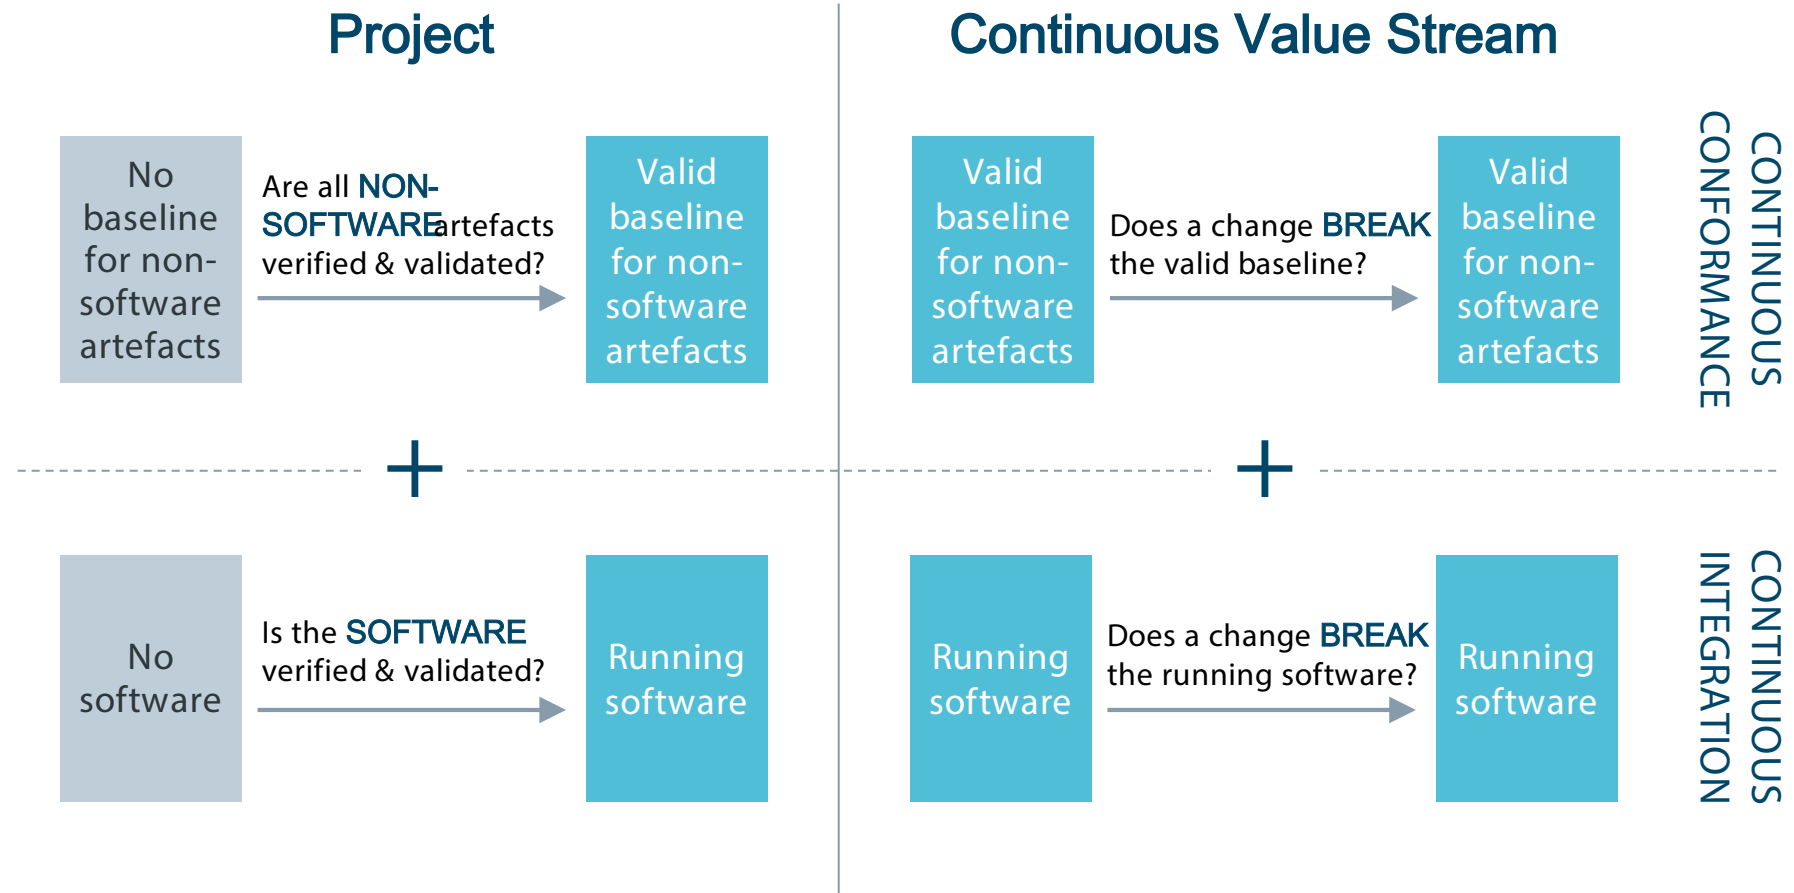 Project
Continuous Value Stream
No
baseline
for non-
software
artefacts
Are all NON-
SOFTWARE artefacts
verified & validated?
Valid
baseline
for non-
software
artefacts
Valid
baseline
for non-
software
artefacts
Does a change BREAK
the valid baseline?
Valid
baseline
for non-
software
artefacts
CONTINUOUS
CONFORMANCE
+
+
No
software
Is the SOFTWARE
verified & validated?
Running
software
Running
software
Does a change BREAK
the running software?
Running
software
CONTINUOUS
INTEGRATION